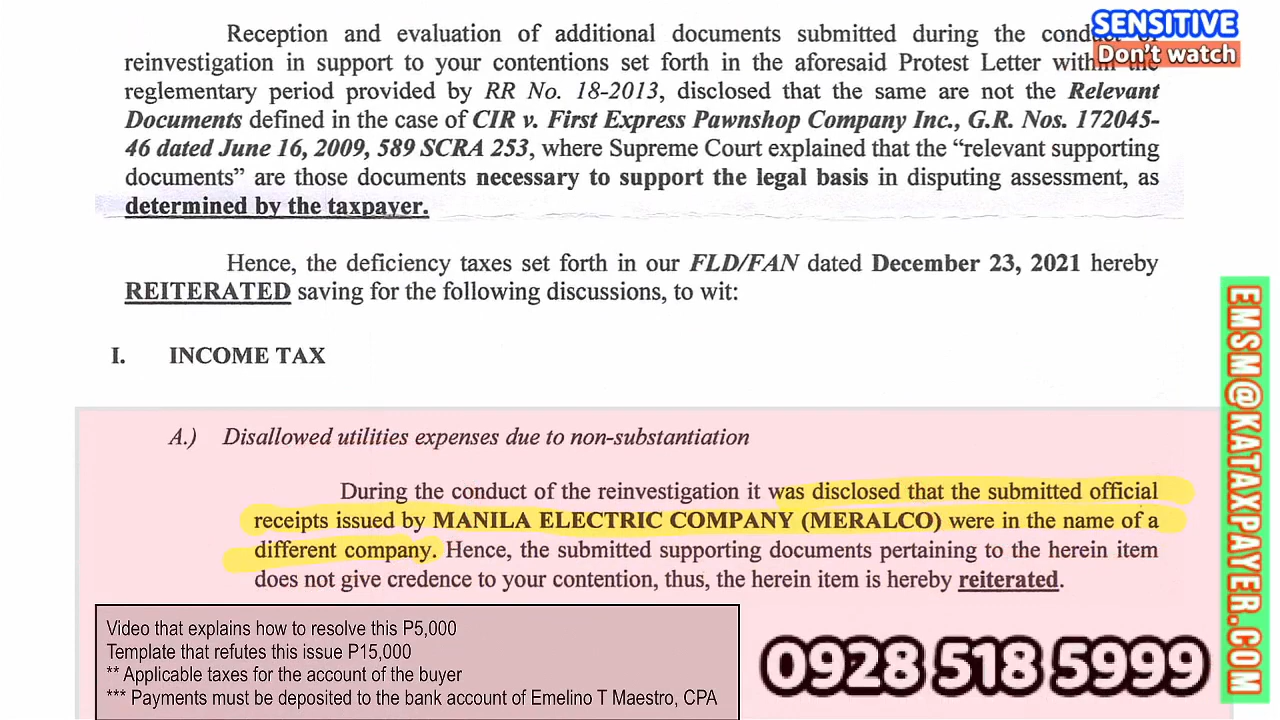 SENSITIVE
Don't watch
Reception and evaluation of additional documents submitted during the conduct of
reinvestigation in support to your contentions set forth in the aforesaid Protest Letter within the
reglementary period provided by RR No. 18-2013, disclosed that the same are not the Relevant
Documents defined in the case of CIR v. First Express Pawnshop Company Inc., G.R. Nos. 172045-
46 dated June 16, 2009, 589 SCRA 253, where Supreme Court explained that the “relevant supporting
documents” are those documents necessary to support the legal basis in disputing assessment, as
determined by the taxpayer.
Hence, the deficiency taxes set forth in our FLD/FAN dated December 23, 2021 hereby
REITERATED saving for the following discussions, to wit:
I. INCOME TAX
A.) Disallowed utilities expenses due to non-substantiation
During the conduct of the reinvestigation it was disclosed that the submitted official
receipts issued by MANILA ELECTRIC COMPANY (MERALCO) were in the name of a
different company. Hence, the submitted supporting documents pertaining to the herein item
does not give credence to your contention, thus, the herein item is hereby reiterated.
Video that explains how to resolve this P5,000
Template that refutes this issue P15,000
** Applicable taxes for the account of the buyer
*** Payments must be deposited to the bank account of Emelino T Maestro, CPA
0928 518 5999
EMSM@KATAXPAYER.COM